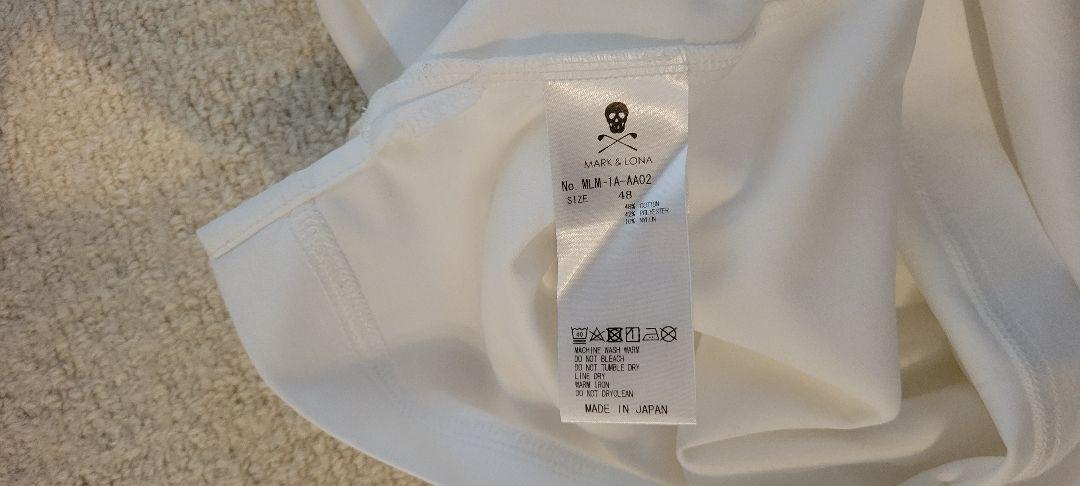 MARK & LONA
No. MLM-1A-AA02
SIZE 48
48% COTTON
42% POLYESTER
10% NYLON
40
MACHINE WASH WARM
DO NOT BLEACH
DO NOT TUMBLE DRY
LINE DRY
WARM IRON
DO NOT DRYCLEAN
MADE IN JAPAN